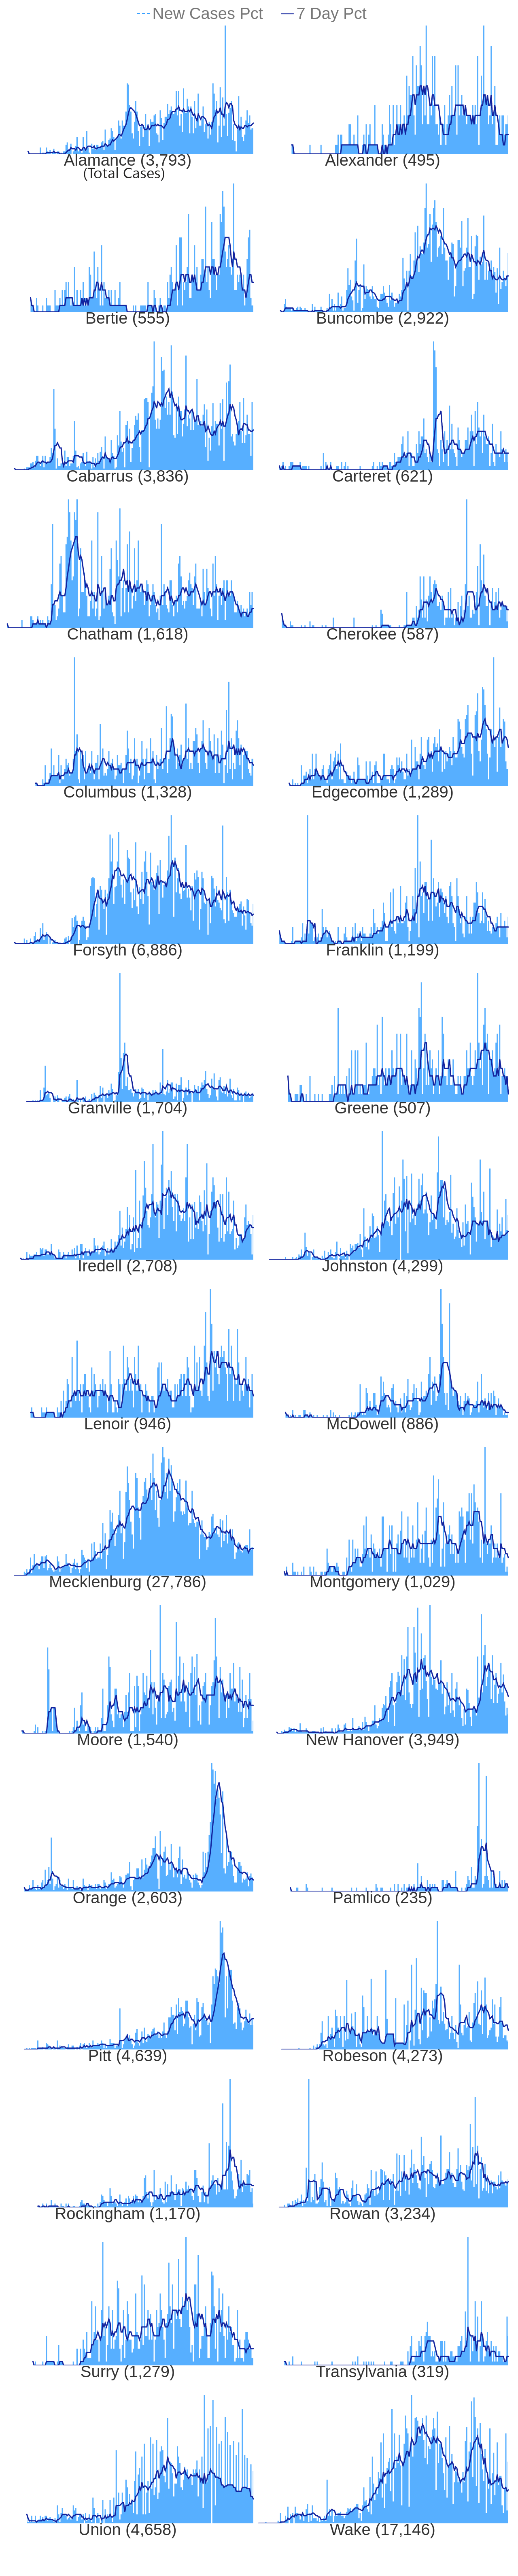 New Cases Pct 7 Day Pct
Alamance (3,793) Alexander (495)
(Total Cases)
Bertie (555) Buncombe (2,922)
Cabarrus (3,836) Carteret (621)
Chatham (1,618) Cherokee (587)
Columbus (1,328) Edgecombe (1,289)
Forsyth (6,886) Franklin (1,199)
Granville (1,704) Greene (507)
Iredell (2,708) Johnston (4,299)
Lenoir (946) McDowell (886)
Mecklenburg (27,786) Montgomery (1,029)
Moore (1,540) New Hanover (3,949)
Orange (2,603) Pamlico (235)
Pitt (4,639) Robeson (4,273)
Rockingham (1,170) Rowan (3,234)
Surry (1,279) Transylvania (319)
Union (4,658) Wake (17,146)